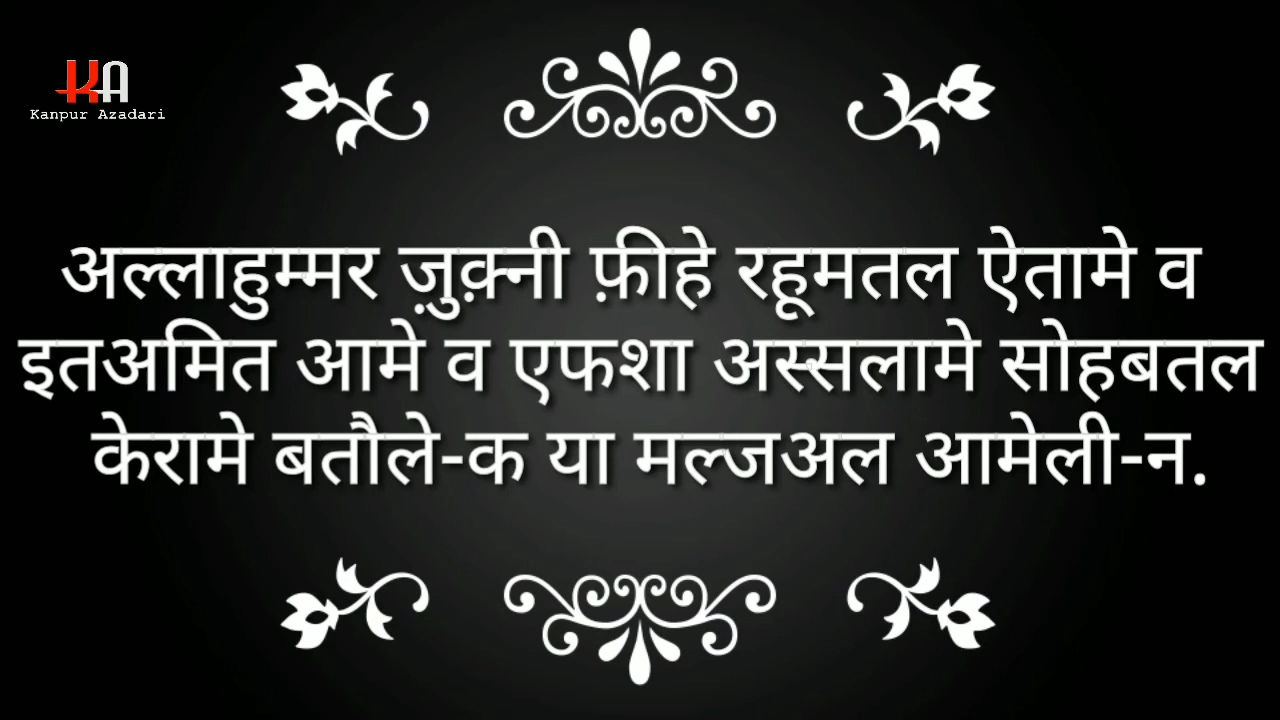 KA
Kanpur Azadari
अल्लाहुम्मर ज़ुक़्नी फ़ीहे रहूमतल ऐतामे व
इतअमित आमे व एफशा अस्सलामे सोहबतल
केरामे बतौले-क या मल्जअल आमेली-न.